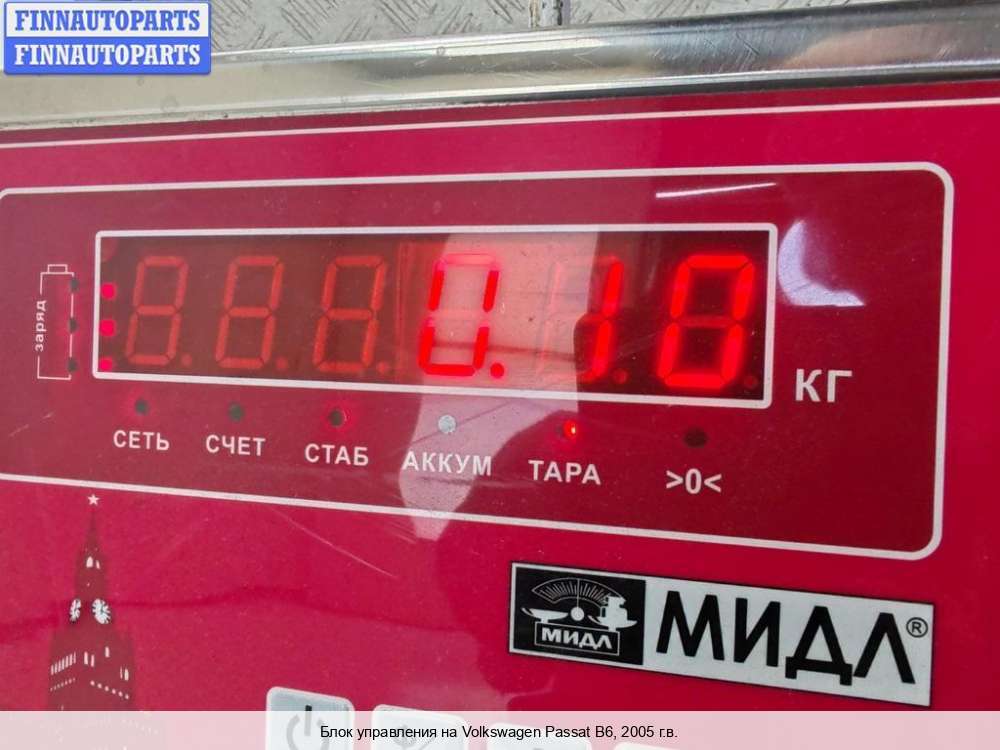 FINNAUTOPARTS
FINNAUTOPARTS
заряд
0.10
КГ
СЕТЬ СЧЕТ СТАБ АККУМ ТАРА >0<
МИДЛ МИДЛ®
Блок управления на Volkswagen Passat B6, 2005 г.в.